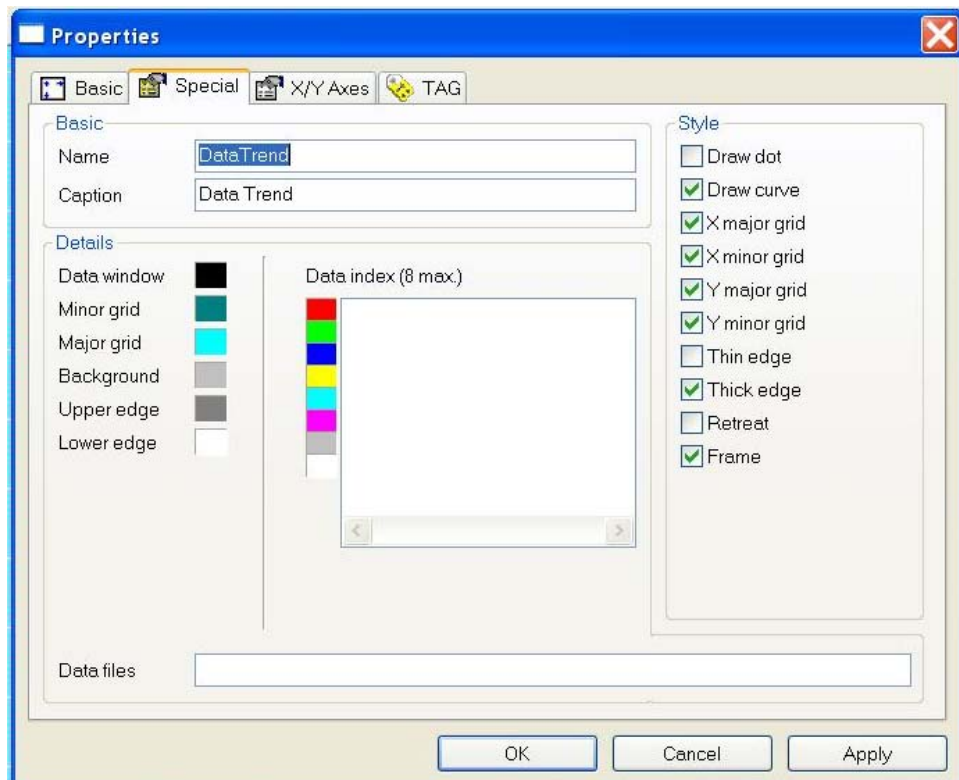 Properties
Basic
Special
X/Y Axes
TAG
Basic
Name
DataTrend
Caption
Data Trend
Details
Data window
Minor grid
Major grid
Background
Upper edge
Lower edge
Data index (8 max.)
Data files
Style
Draw dot
Draw curve
X major grid
X minor grid
Y major grid
Y minor grid
Thin edge
Thick edge
Retreat
Frame
OK
Cancel
Apply